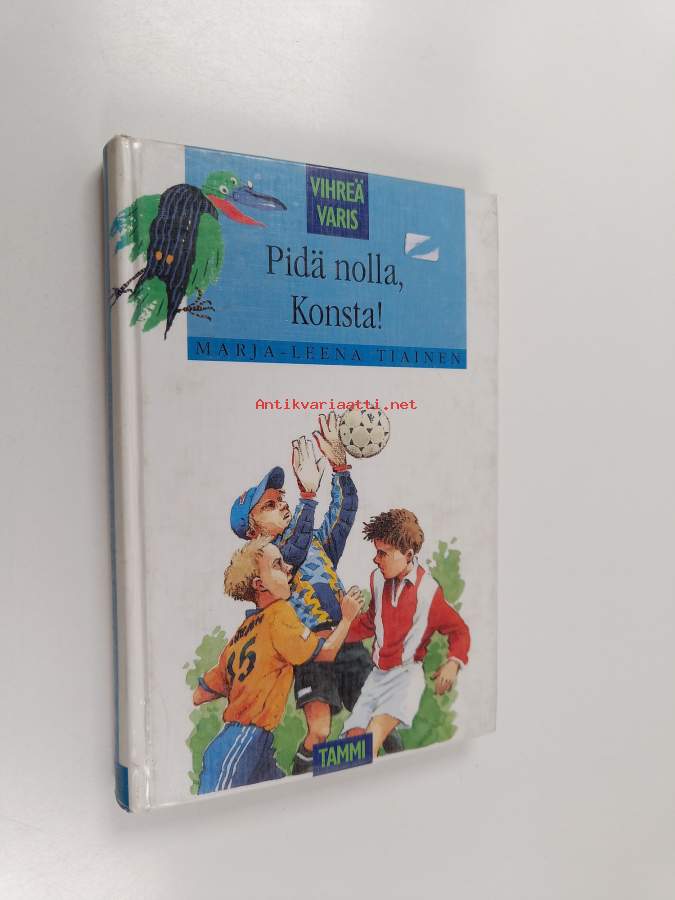 VIHREÄ
VARIS
Pidä nolla,
Konsta!
MARJA-LEENA TIAINEN
Antikvariaatti.net
15
TAMMI